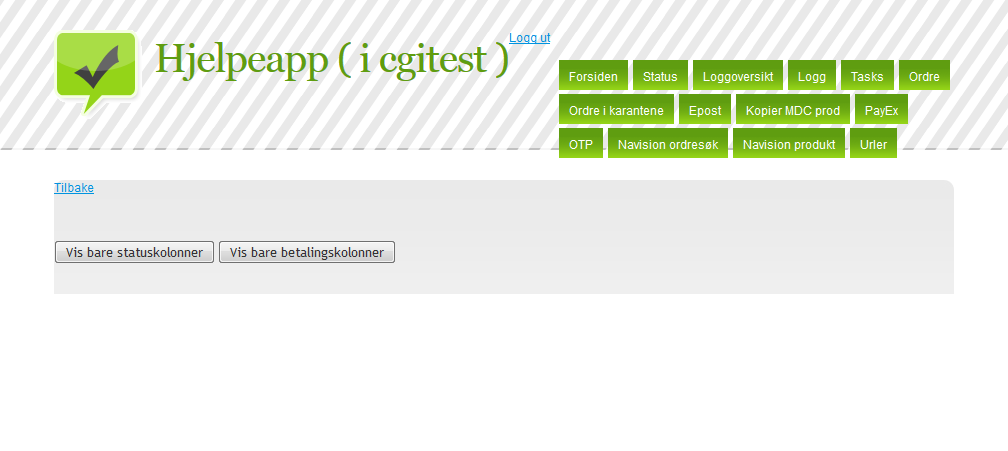 Hjelpeapp ( i cgitest )
Logg ut
Forsiden Status Loggoversikt Logg Tasks Ordre
Ordre i karantene Epost Kopier MDC prod PayEx
OTP Navision ordresøk Navision produkt Urler
Tilbake
Vis bare statuskolonner Vis bare betalingskolonner